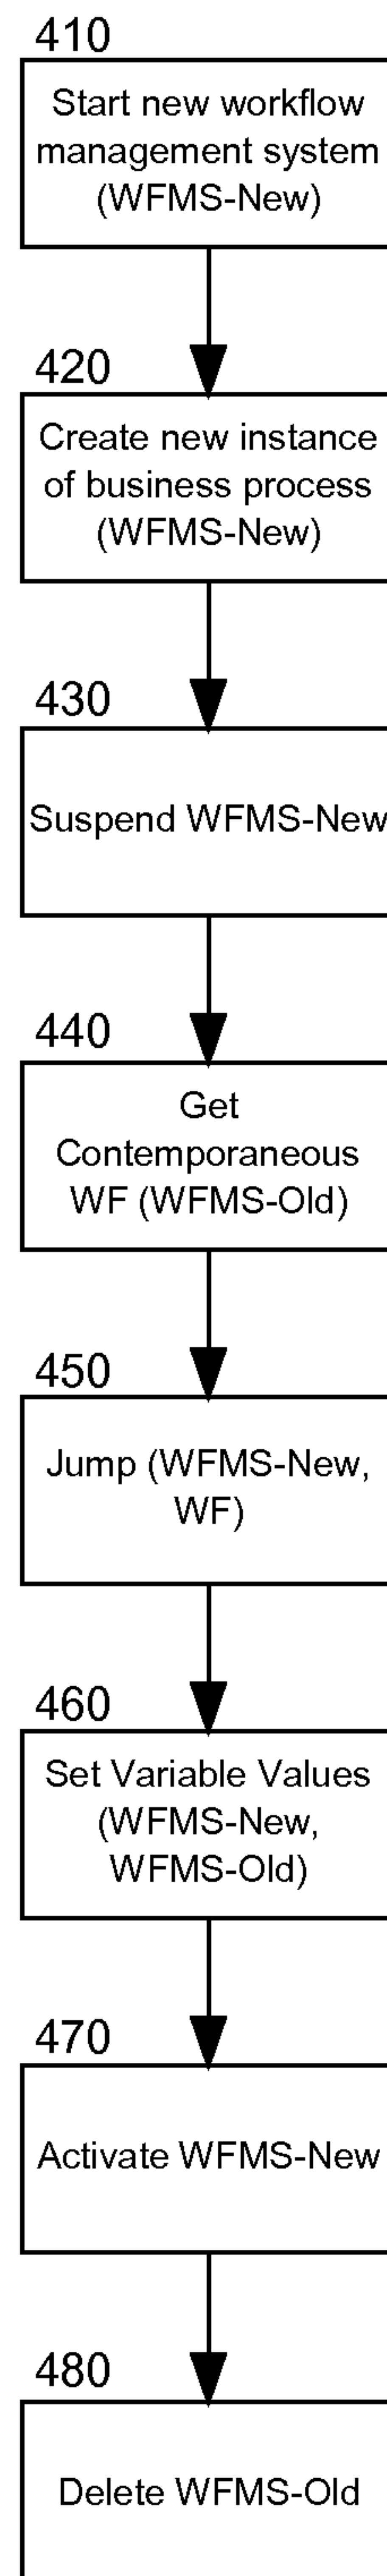 410
Start new workflow
management system
(WFMS-New)
420
Create new instance
of business process
(WFMS-New)
430
Suspend WFMS-New
440
Get
Contemporaneous
WF (WFMS-Old)
450
Jump (WFMS-New,
WF)
460
Set Variable Values
(WFMS-New,
WFMS-Old)
470
Activate WFMS-New
480
Delete WFMS-Old